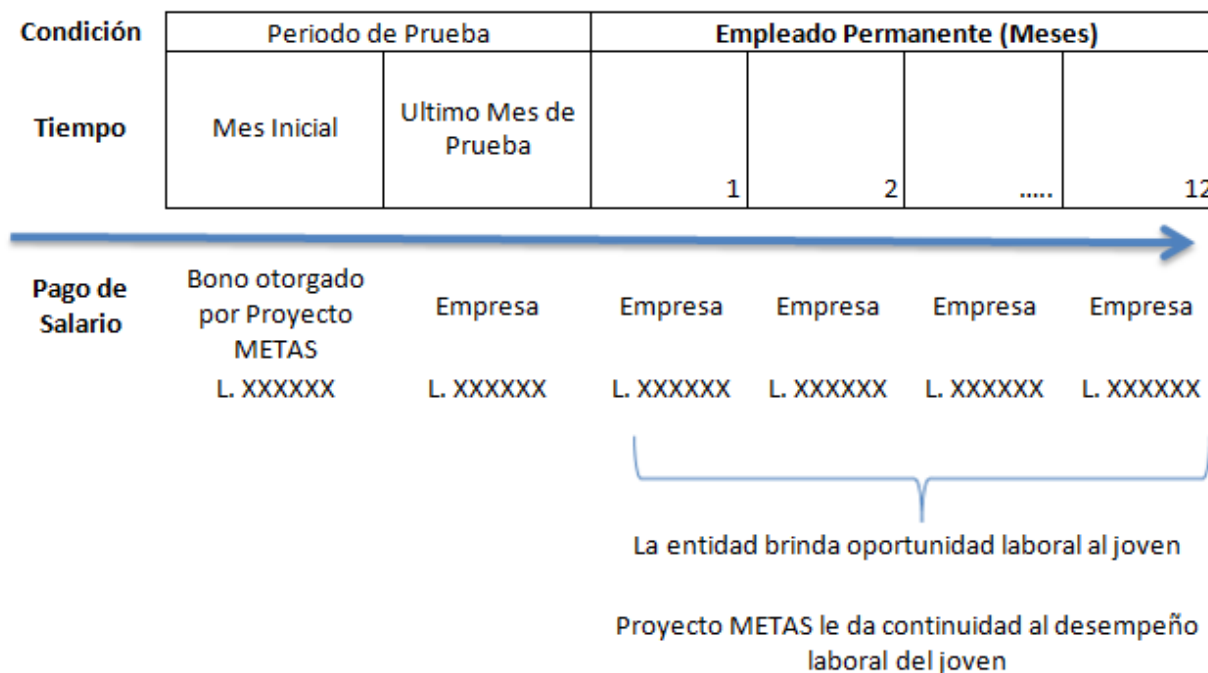 Condición
Periodo de Prueba
Empleado Permanente (Meses)
Tiempo
Mes Inicial
Ultimo Mes de
Prueba
1
2
.....
12
Pago de
Salario
Bono otorgado
por Proyecto
METAS
Empresa
Empresa
Empresa
Empresa
Empresa
L. XXXXXX
L. XXXXXX
L. XXXXXX
L. XXXXXX
L. XXXXXX
L. XXXXXX
La entidad brinda oportunidad laboral al joven
Proyecto METAS le da continuidad al desempeño
laboral del joven